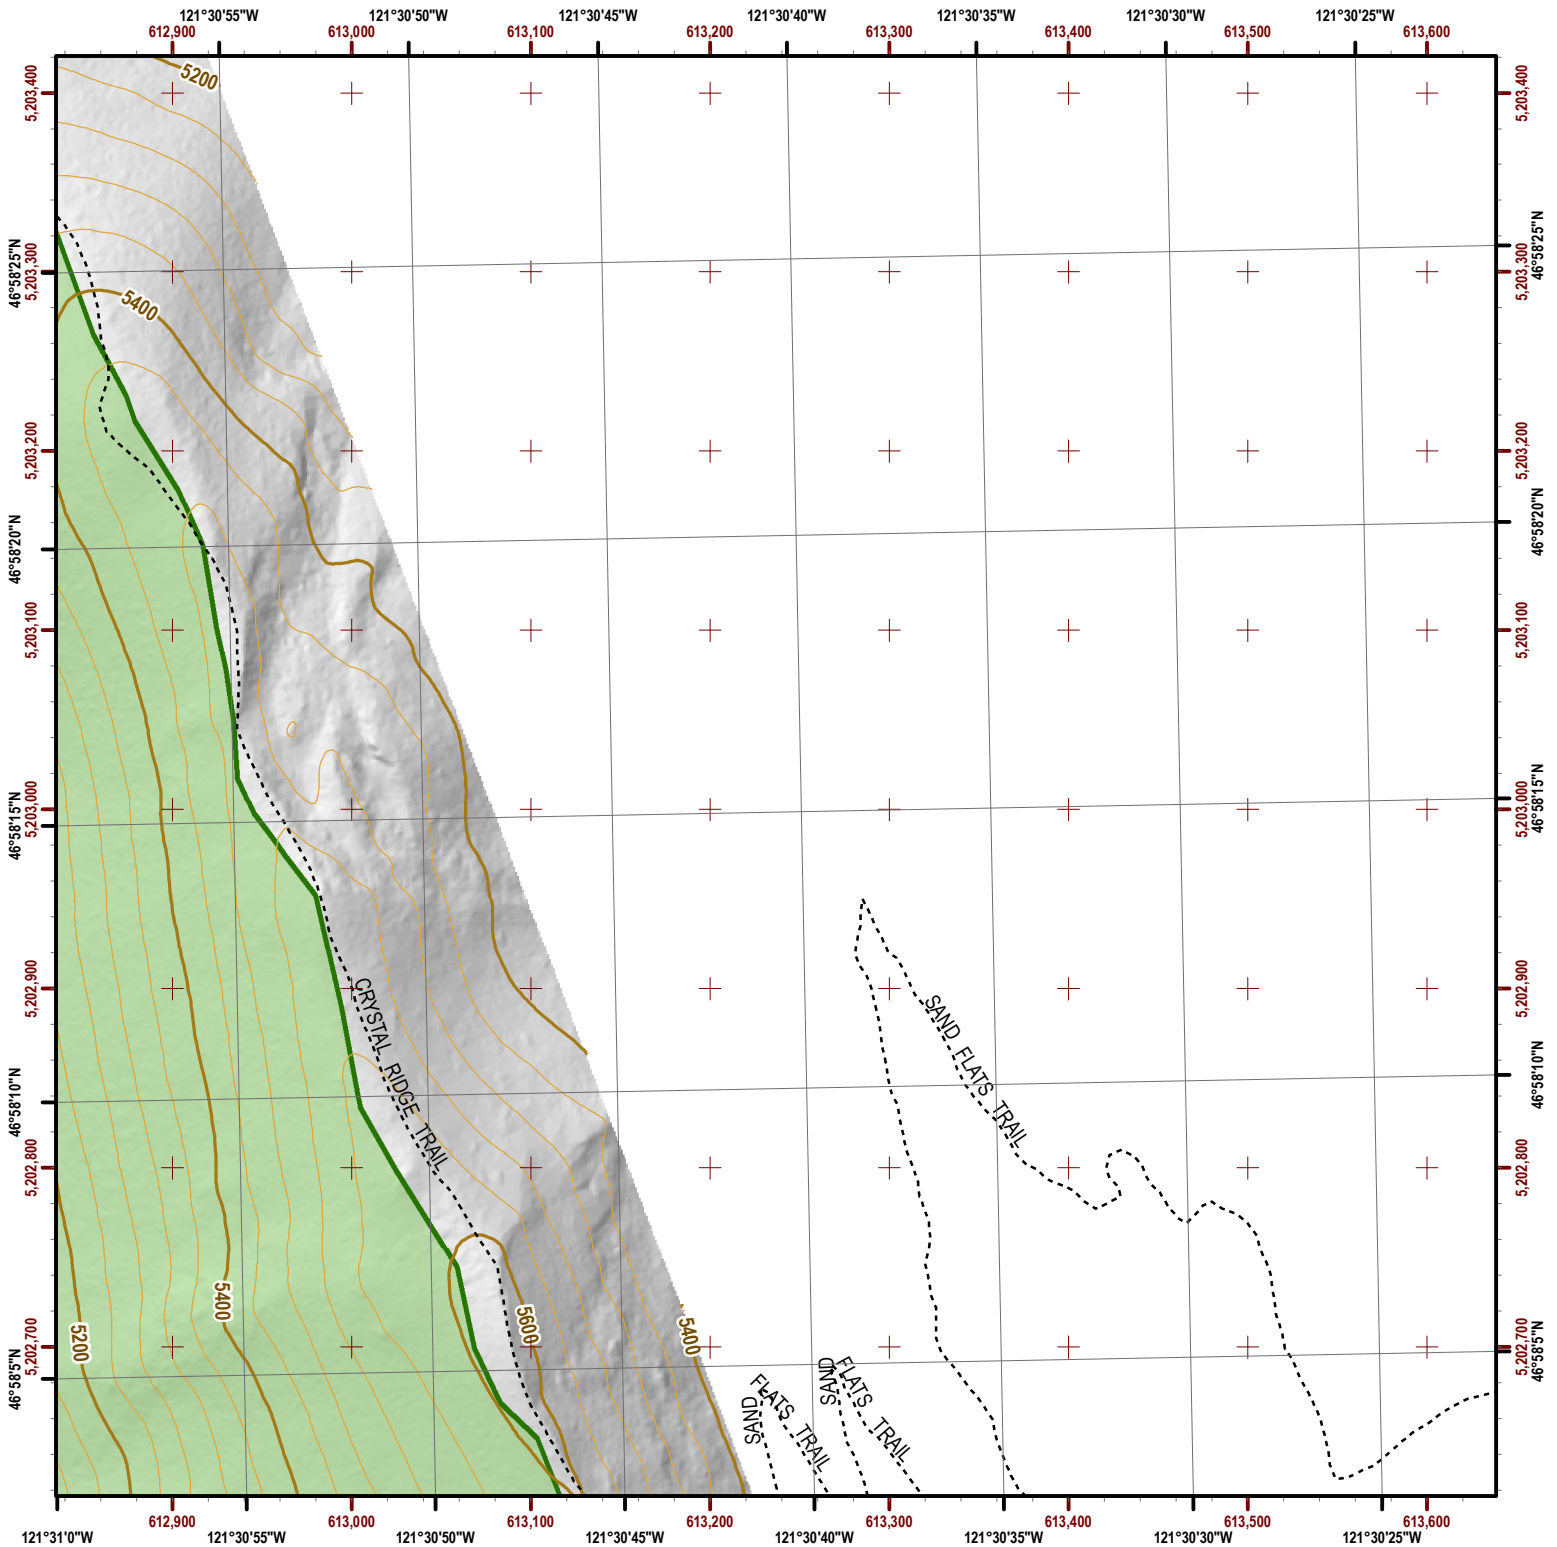 121°30'55"W 121°30'50"W 121°30'45"W 121°30'40"W 121°30'35"W 121°30'30"W 121°30'25"W
612,900 613,000 613,100 613,200 613,300 613,400 613,500 613,600
5200
5,203,400 5,203,400
46°58'25"N 46°58'25"N
5,203,300 5,203,300
5400
5,203,200 5,203,200
46°58'20"N 46°58'20"N
5,203,100 5,203,100
46°58'15"N 46°58'15"N
5,203,000 5,203,000
5,202,900 5,202,900
CRYSTAL RIDGE TRAIL
SAND FLATS TRAIL
46°58'10"N 46°58'10"N
5,202,800 5,202,800
5200
5400
5600
5400
5,202,700 5,202,700
46°58'5"N 46°58'5"N
SAND FLATS TRAIL
SAND FLATS TRAIL
612,900 613,000 613,100 613,200 613,300 613,400 613,500 613,600
121°31'0"W 121°30'55"W 121°30'50"W 121°30'45"W 121°30'40"W 121°30'35"W 121°30'30"W 121°30'25"W